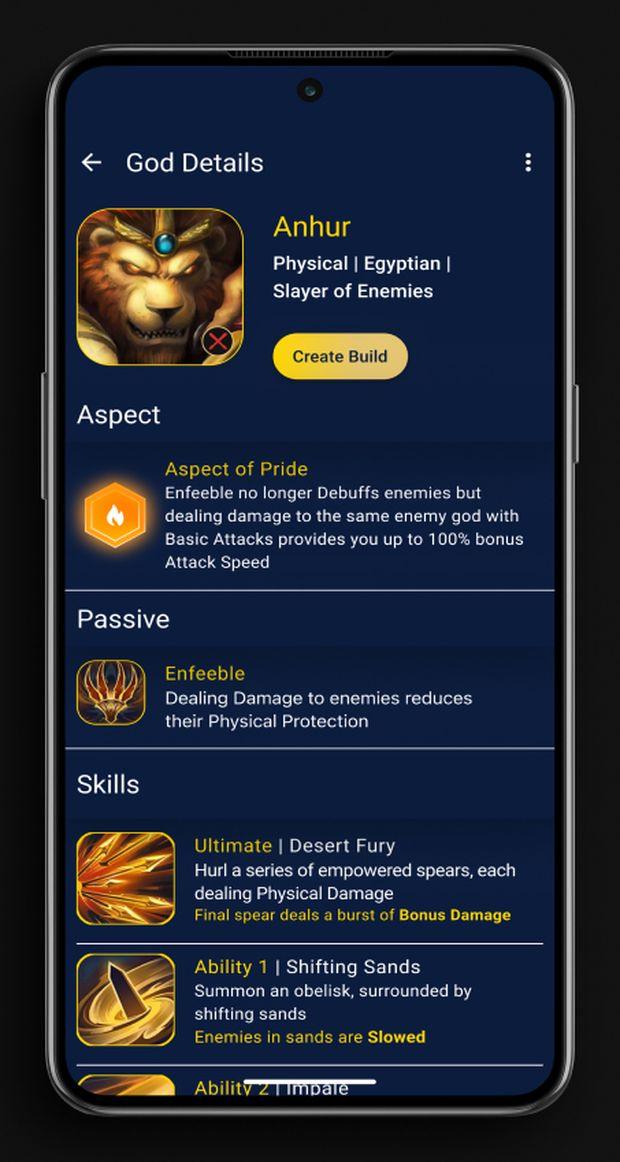 God Details
Anhur
Physical | Egyptian |
Slayer of Enemies
Create Build
Aspect
Aspect of Pride
Enfeeble no longer Debuffs enemies but
dealing damage to the same enemy god with
Basic Attacks provides you up to 100% bonus
Attack Speed
Passive
Enfeeble
Dealing Damage to enemies reduces
their Physical Protection
Skills
Ultimate | Desert Fury
Hurl a series of empowered spears, each
dealing Physical Damage
Final spear deals a burst of Bonus Damage
Ability 1 | Shifting Sands
Summon an obelisk, surrounded by
shifting sands
Enemies in sands are Slowed
Ability 2 | Impale